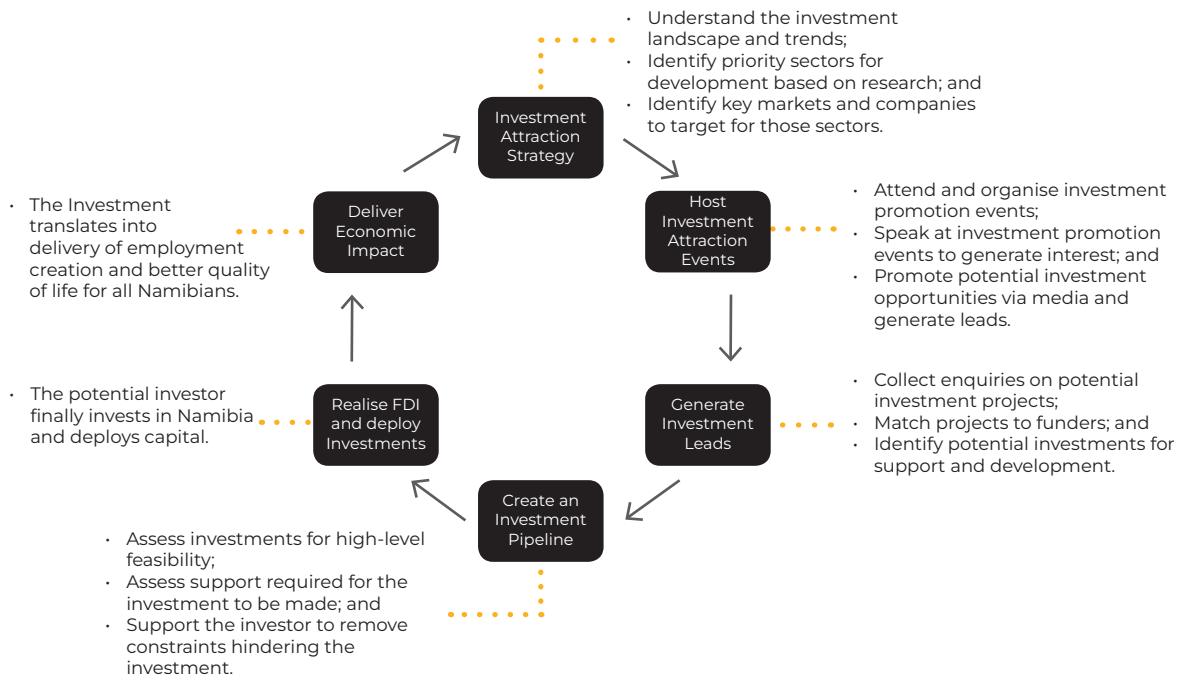 • Understand the investment
landscape and trends;
• Identify priority sectors for
development based on research; and
• Identify key markets and companies
to target for those sectors.
Investment
Attraction
Strategy
Host
Investment
Attraction
Events
• Attend and organise investment
promotion events;
• Speak at investment promotion
events to generate interest; and
• Promote potential investment
opportunities via media and
generate leads.
Generate
Investment
Leads
• Collect enquiries on potential
investment projects;
• Match projects to funders; and
• Identify potential investments for
support and development.
Create an
Investment
Pipeline
• Assess investments for high-level
feasibility;
• Assess support required for the
investment to be made; and
• Support the investor to remove
constraints hindering the
investment.
Realise FDI
and deploy
Investments
• The potential investor
finally invests in Namibia
and deploys capital.
Deliver
Economic
Impact
• The Investment
translates into
delivery of employment
creation and better quality
of life for all Namibians.